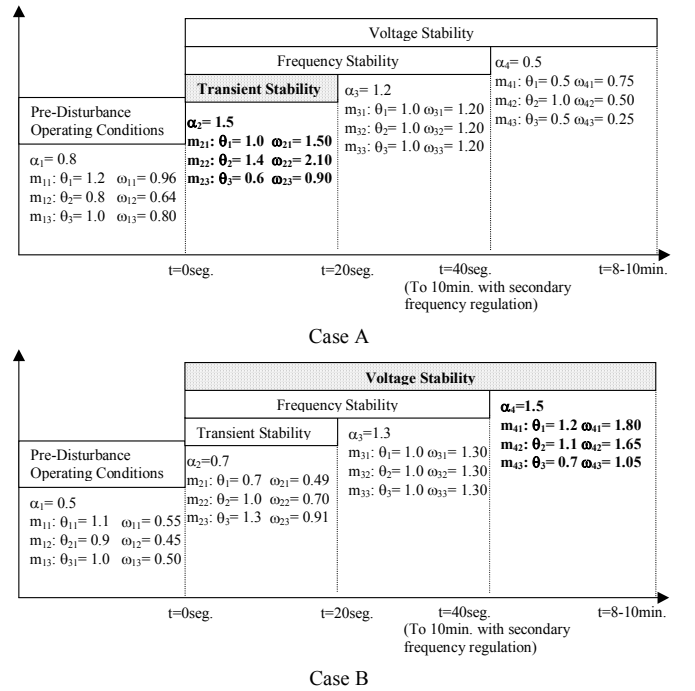 Voltage Stability
Frequency Stability
Transient Stability
Pre-Disturbance
Operating Conditions
α₁= 0.8
m₁₁: θ₁= 1.2 ω₁₁= 0.96
m₁₂: θ₂= 0.8 ω₁₂= 0.64
m₁₃: θ₃= 1.0 ω₁₃= 0.80
α₂= 1.5
m₂₁: θ₁= 1.0 ω₂₁= 1.50
m₂₂: θ₂= 1.4 ω₂₂= 2.10
m₂₃: θ₃= 0.6 ω₂₃= 0.90
α₃= 1.2
m₃₁: θ₁= 1.0 ω₃₁= 1.20
m₃₂: θ₂= 1.0 ω₃₂= 1.20
m₃₃: θ₃= 1.0 ω₃₃= 1.20
α₄= 0.5
m₄₁: θ₁= 0.5 ω₄₁= 0.75
m₄₂: θ₂= 1.0 ω₄₂= 0.50
m₄₃: θ₃= 0.5 ω₄₃= 0.25
t=0seg. t=20seg. t=40seg. t=8-10min.
(To 10min. with secondary
frequency regulation)
Case A
Voltage Stability
Frequency Stability
Transient Stability
Pre-Disturbance
Operating Conditions
α₁= 0.5
m₁₁: θ₁₁= 1.1 ω₁₁= 0.55
m₁₂: θ₂₁= 0.9 ω₁₂= 0.45
m₁₃: θ₃₁= 1.0 ω₁₃= 0.50
α₂=0.7
m₂₁: θ₁= 0.7 ω₂₁= 0.49
m₂₂: θ₂= 1.0 ω₂₂= 0.70
m₂₃: θ₃= 1.3 ω₂₃= 0.91
α₃=1.3
m₃₁: θ₁= 1.0 ω₃₁= 1.30
m₃₂: θ₂= 1.0 ω₃₂= 1.30
m₃₃: θ₃= 1.0 ω₃₃= 1.30
α₄=1.5
m₄₁: θ₁= 1.2 ω₄₁= 1.80
m₄₂: θ₂= 1.1 ω₄₂= 1.65
m₄₃: θ₃= 0.7 ω₄₃= 1.05
t=0seg. t=20seg. t=40seg. t=8-10min.
(To 10min. with secondary
frequency regulation)
Case B